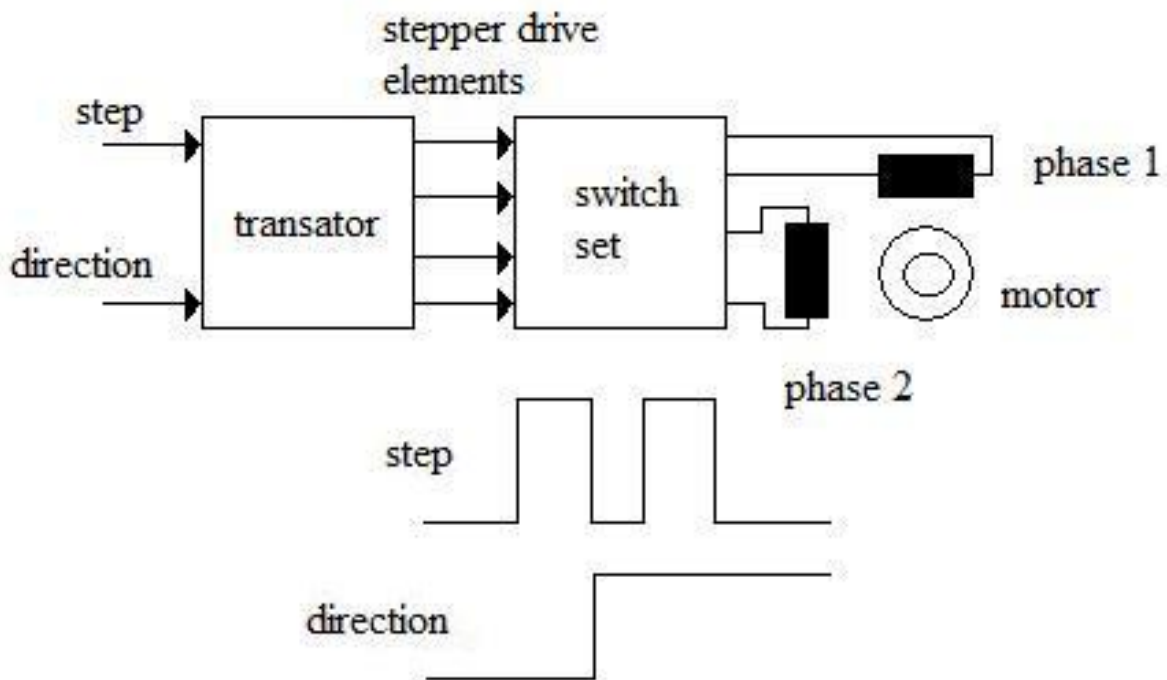 stepper drive
elements
step
phase 1
transator
switch
set
direction
motor
phase 2
step
direction